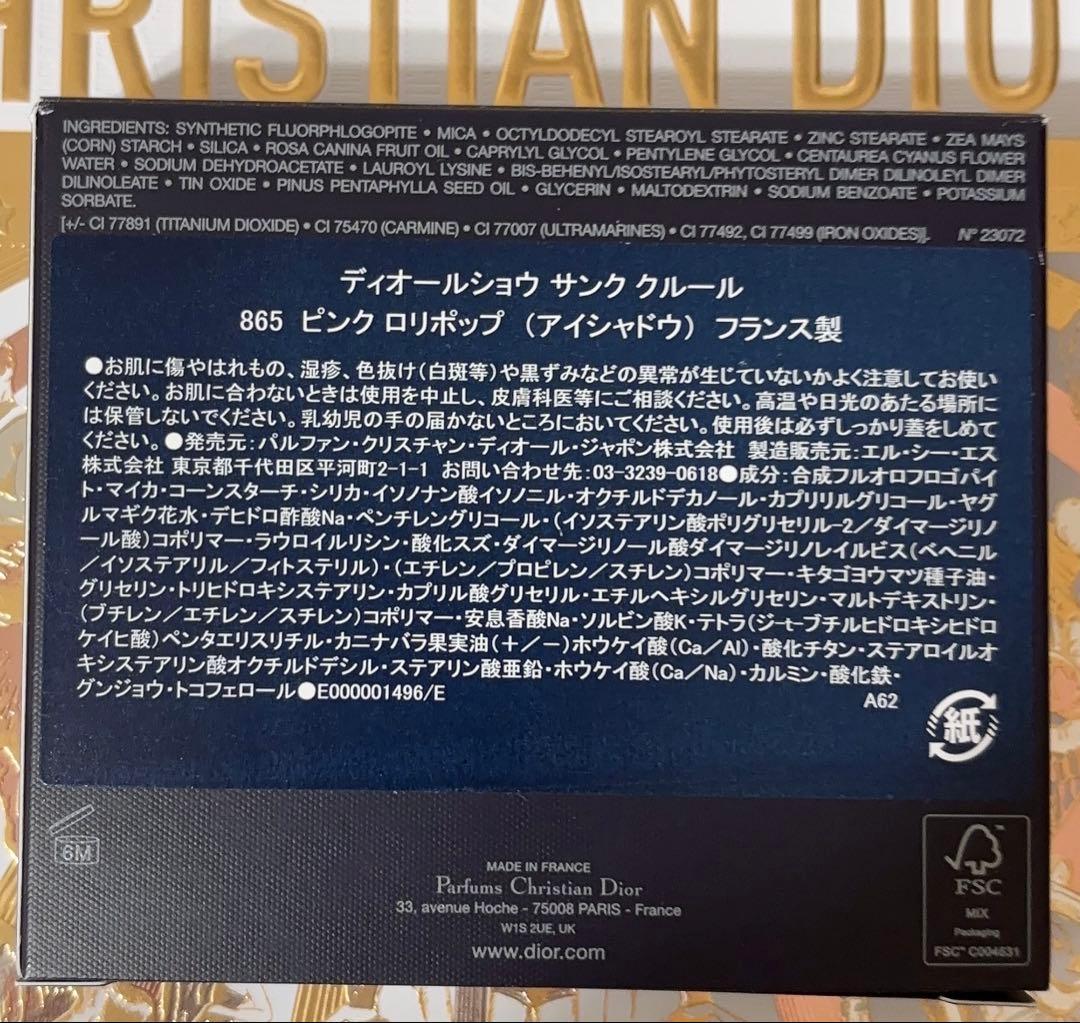 CHRISTIAN DIO
INGREDIENTS: SYNTHETIC FLUORPHLOGOPITE • MICA • OCTYLDODECYL STEAROYL STEARATE • ZINC STEARATE • ZEA MAYS
(CORN) STARCH • SILICA • ROSA CANINA FRUIT OIL • CAPRYLYL GLYCOL • PENTYLENE GLYCOL • CENTAUREA CYANUS FLOWER
WATER • SODIUM DEHYDROACETATE • LAUROYL LYSINE • BIS-BEHENYL/ISOSTEARYL/PHYTOSTERYL DIMER DILINOLEYL DIMER
DILINOLEATE • TIN OXIDE • PINUS PENTAPHYLLA SEED OIL • GLYCERIN • MALTODEXTRIN • SODIUM BENZOATE • POTASSIUM
SORBATE.
[+/- CI 77891 (TITANIUM DIOXIDE) • CI 75470 (CARMINE) • CI 77007 (ULTRAMARINES) • CI 77492, CI 77499 (IRON OXIDES)]. N° 23072
ディオールショウ サンク クルール
865 ピンク ロリポップ （アイシャドウ） フランス製
●お肌に傷やはれもの、湿疹、色抜け（白斑等）や黒ずみなどの異常が生じていないかよく注意してお使い
ください。お肌に合わないときは使用を中止し、皮膚科医等にご相談ください。高温や日光のあたる場所に
は保管しないでください。乳幼児の手の届かないところにおいてください。使用後は必ずしっかり蓋をしめて
ください。●発売元：パルファン・クリスチャン・ディオール・ジャポン株式会社 製造販売元：エル・シー・エス
株式会社 東京都千代田区平河町2-1-1 お問い合わせ先：03-3239-0618●成分：合成フルオロフロゴパイ
ト・マイカ・コーンスターチ・シリカ・イソノナン酸イソノニル・オクチルドデカノール・カプリリルグリコール・ヤグ
ルマギク花水・デヒドロ酢酸Na・ペンチレングリコール・（イソステアリン酸ポリグリセリル-2／ダイマージリノ
ール酸）コポリマー・ラウロイルリシン・酸化スズ・ダイマージリノール酸ダイマージリノレイルビス（ベヘニル
／イソステアリル／フィトステリル）・（エチレン／プロピレン／スチレン）コポリマー・キタゴヨウマツ種子油・
グリセリン・トリヒドロキシステアリン・カプリル酸グリセリル・エチルヘキシルグリセリン・マルトデキストリン・
（ブチレン／エチレン／スチレン）コポリマー・安息香酸Na・ソルビン酸K・テトラ（ジ-t-ブチルヒドロキシヒドロ
ケイヒ酸）ペンタエリスリチル・カニナバラ果実油（＋／－）ホウケイ酸（Ca／Al）・酸化チタン・ステアロイルオ
キシステアリン酸オクチルドデシル・ステアリン酸亜鉛・ホウケイ酸（Ca／Na）・カルミン・酸化鉄・
グンジョウ・トコフェロール●E000001496/E
A62
紙
6M
MADE IN FRANCE
Parfums Christian Dior
33, avenue Hoche - 75008 PARIS - France
W1S 2UE, UK
www.dior.com
FSC
MIX
Packaging
FSC™ C004531